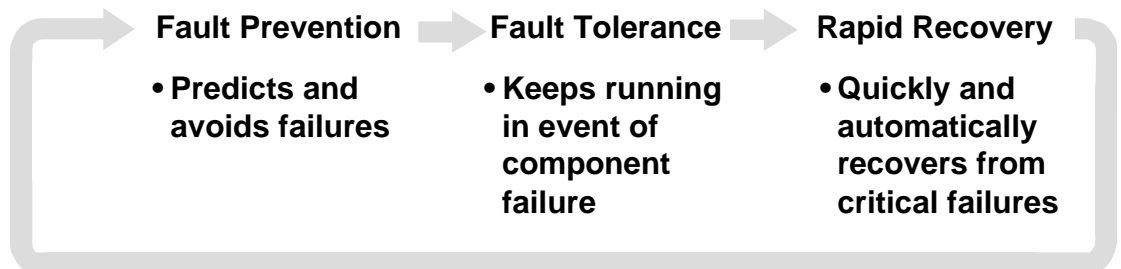 Fault Prevention
• Predicts and
avoids failures
Fault Tolerance
• Keeps running
in event of
component
failure
Rapid Recovery
• Quickly and
automatically
recovers from
critical failures